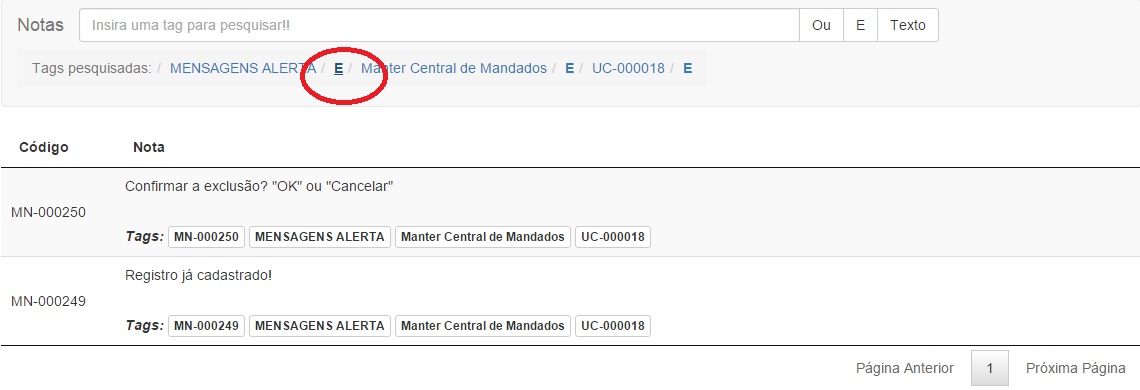 Notas Insira uma tag para pesquisar!! Ou E Texto
Tags pesquisadas: / MENSAGENS ALERTA / E / Manter Central de Mandados / E / UC-000018 / E
Código Nota
Confirmar a exclusão? "OK" ou "Cancelar"
MN-000250
Tags: MN-000250 MENSAGENS ALERTA Manter Central de Mandados UC-000018
Registro já cadastrado!
MN-000249
Tags: MN-000249 MENSAGENS ALERTA Manter Central de Mandados UC-000018
Página Anterior 1 Próxima Página